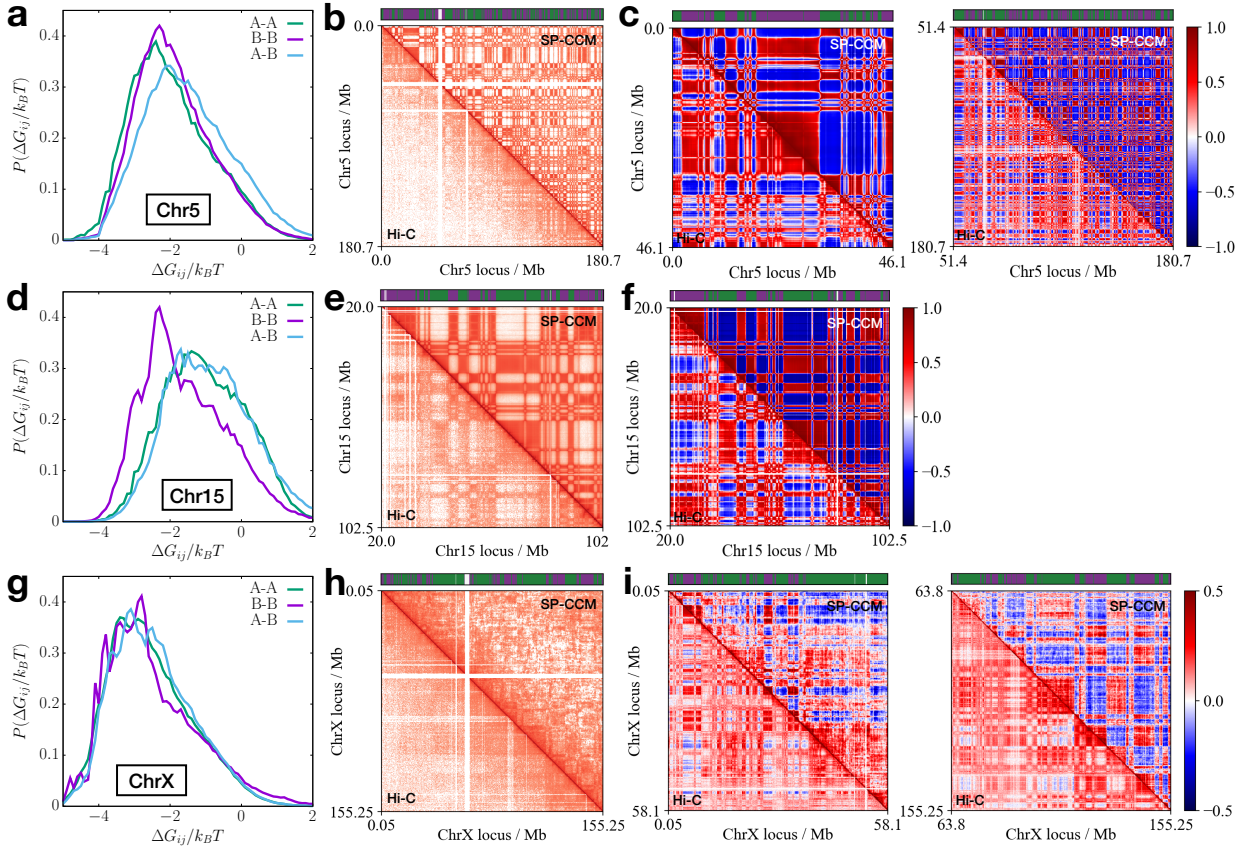 a
A-A
B-B
A-B
0.4
0.3
0.2
0.1
0
P(ΔG_ij/k_BT)
Chr5
−4
−2
0
2
ΔG_ij/k_BT
b
0.0
SP-CCM
Chr5 locus / Mb
Hi-C
180.7
0.0
180.7
Chr5 locus / Mb
c
0.0
SP-CCM
Chr5 locus / Mb
Hi-C
46.1
0.0
46.1
Chr5 locus / Mb
51.4
SP-CCM
Hi-C
180.7
51.4
180.7
Chr5 locus / Mb
1.0
0.5
0.0
−0.5
−1.0
d
A-A
B-B
A-B
0.4
0.3
0.2
0.1
0
P(ΔG_ij/k_BT)
Chr15
−4
−2
0
2
ΔG_ij/k_BT
e
20.0
SP-CCM
Chr15 locus / Mb
Hi-C
102.5
20.0
102
Chr15 locus / Mb
f
20.0
SP-CCM
Chr15 locus / Mb
Hi-C
102.5
20.0
102.5
Chr15 locus / Mb
1.0
0.5
0.0
−0.5
−1.0
g
A-A
B-B
A-B
0.4
0.3
0.2
0.1
0
P(ΔG_ij/k_BT)
ChrX
−4
−2
0
2
ΔG_ij/k_BT
h
0.05
SP-CCM
ChrX locus / Mb
Hi-C
155.25
0.05
155.25
ChrX locus / Mb
i
0.05
SP-CCM
ChrX locus / Mb
Hi-C
58.1
0.05
58.1
ChrX locus / Mb
63.8
SP-CCM
Hi-C
155.25
63.8
155.25
ChrX locus / Mb
0.5
0.0
−0.5